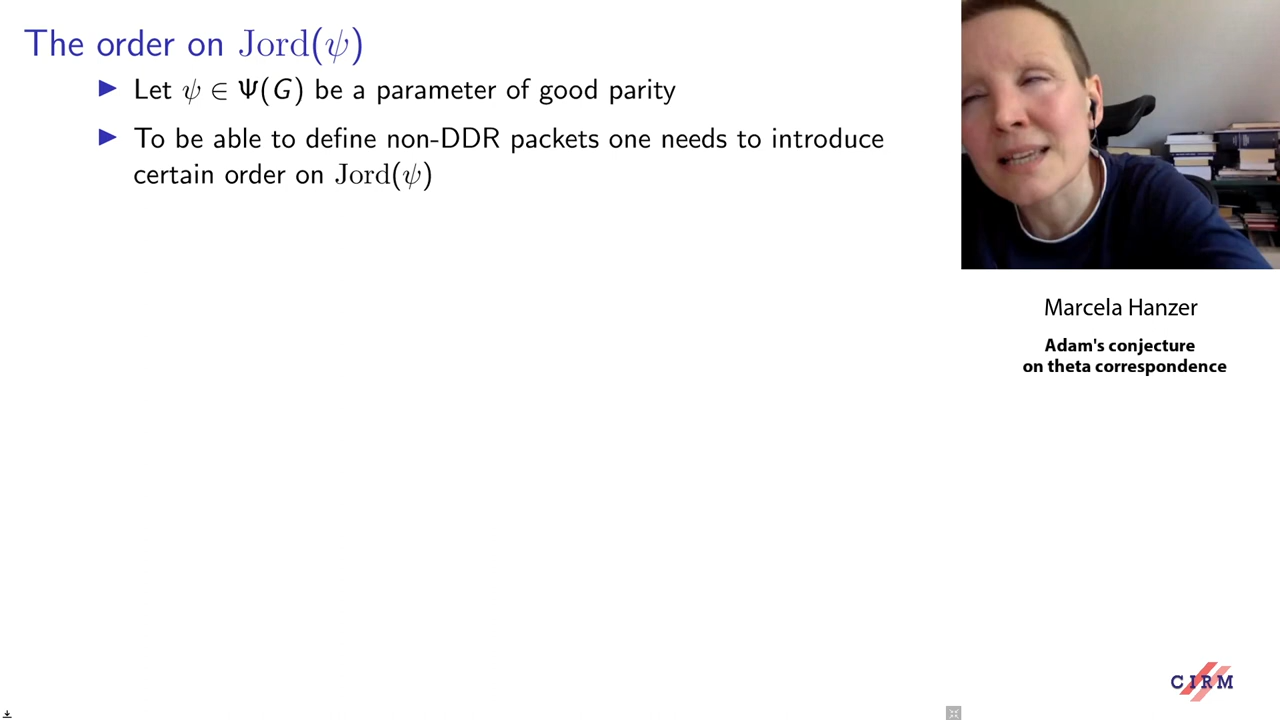 The order on Jord(ψ)
Let ψ ∈ Ψ(G) be a parameter of good parity
To be able to define non-DDR packets one needs to introduce
certain order on Jord(ψ)
Marcela Hanzer
Adam's conjecture
on theta correspondence
CIRM